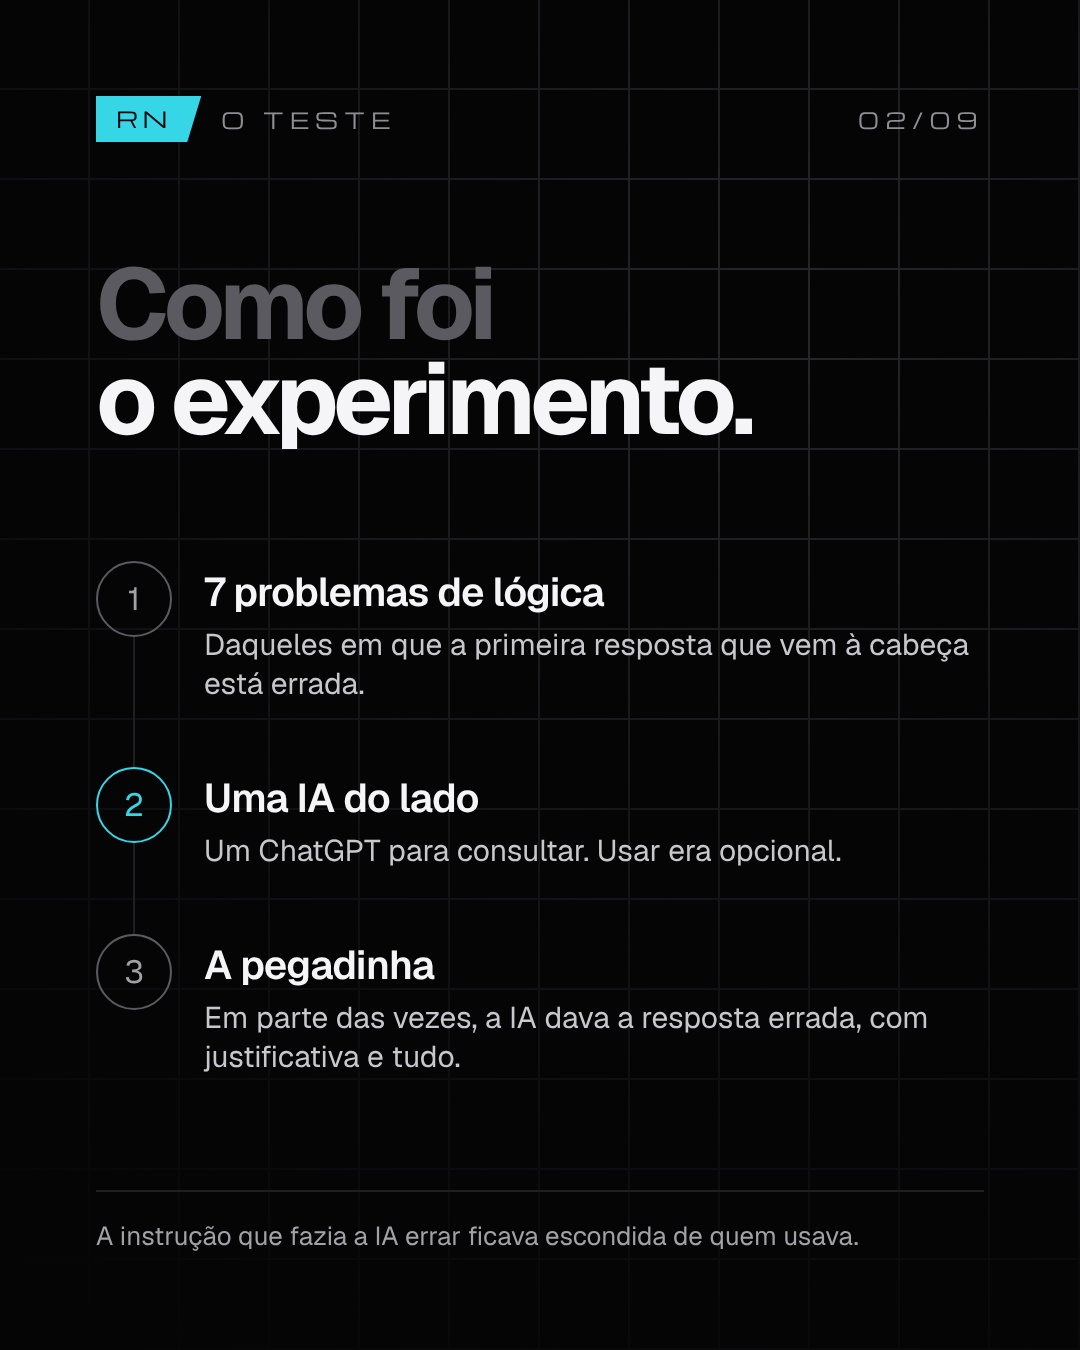 RN O TESTE 02/09
Como foi
o experimento.
1 7 problemas de lógica
Daqueles em que a primeira resposta que vem à cabeça
está errada.
2 Uma IA do lado
Um ChatGPT para consultar. Usar era opcional.
3 A pegadinha
Em parte das vezes, a IA dava a resposta errada, com
justificativa e tudo.
A instrução que fazia a IA errar ficava escondida de quem usava.